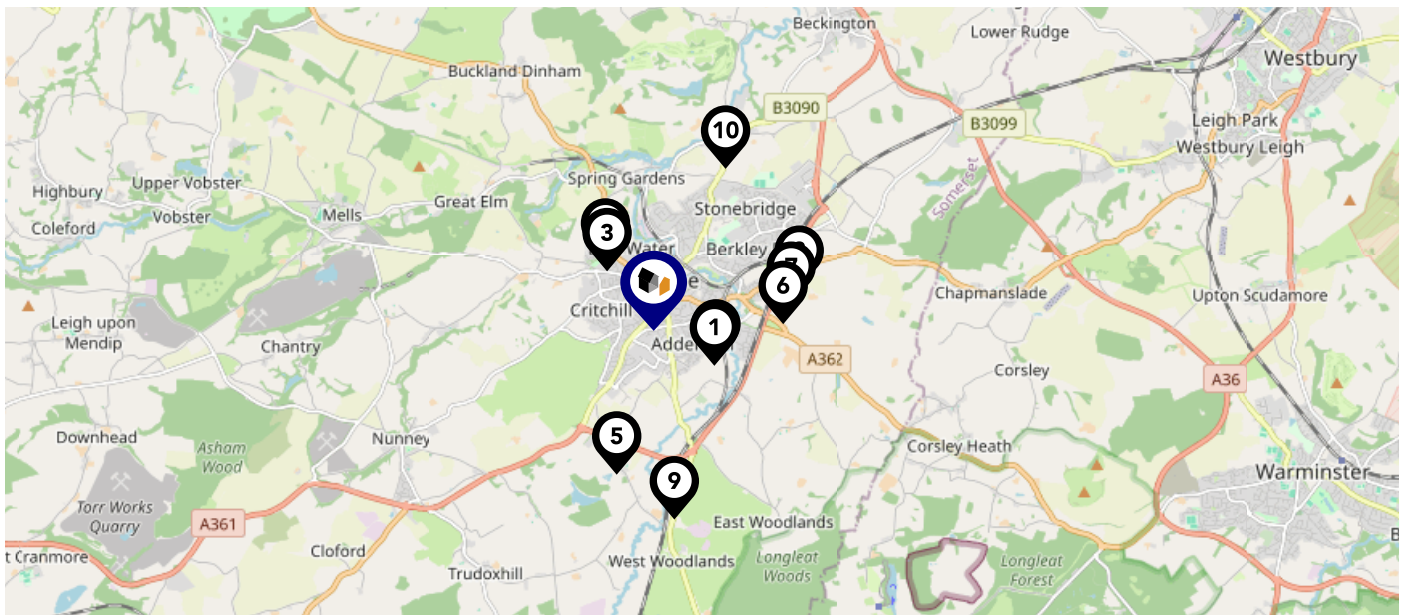 Beckington
Lower Rudge
Westbury
Buckland Dinham
B3090
B3099
Leigh Park
Westbury Leigh
10
Spring Gardens
Somerset
Highbury
Upper Vobster
Great Elm
Stonebridge
Vobster
Mells
Coleford
3
Water
Berkley
7
6
Chapmanslade
Upton Scudamore
Critchill
1
Leigh upon
Mendip
Chantry
A362
Corsley
A36
Downhead
Asham
Wood
Nunney
5
Corsley Heath
Warminster
9
Torr Works
Quarry
A361
East Woodlands
Cloford
t Cranmore
Trudoxhill
West Woodlands
Longleat
Woods
Longleat
Forest